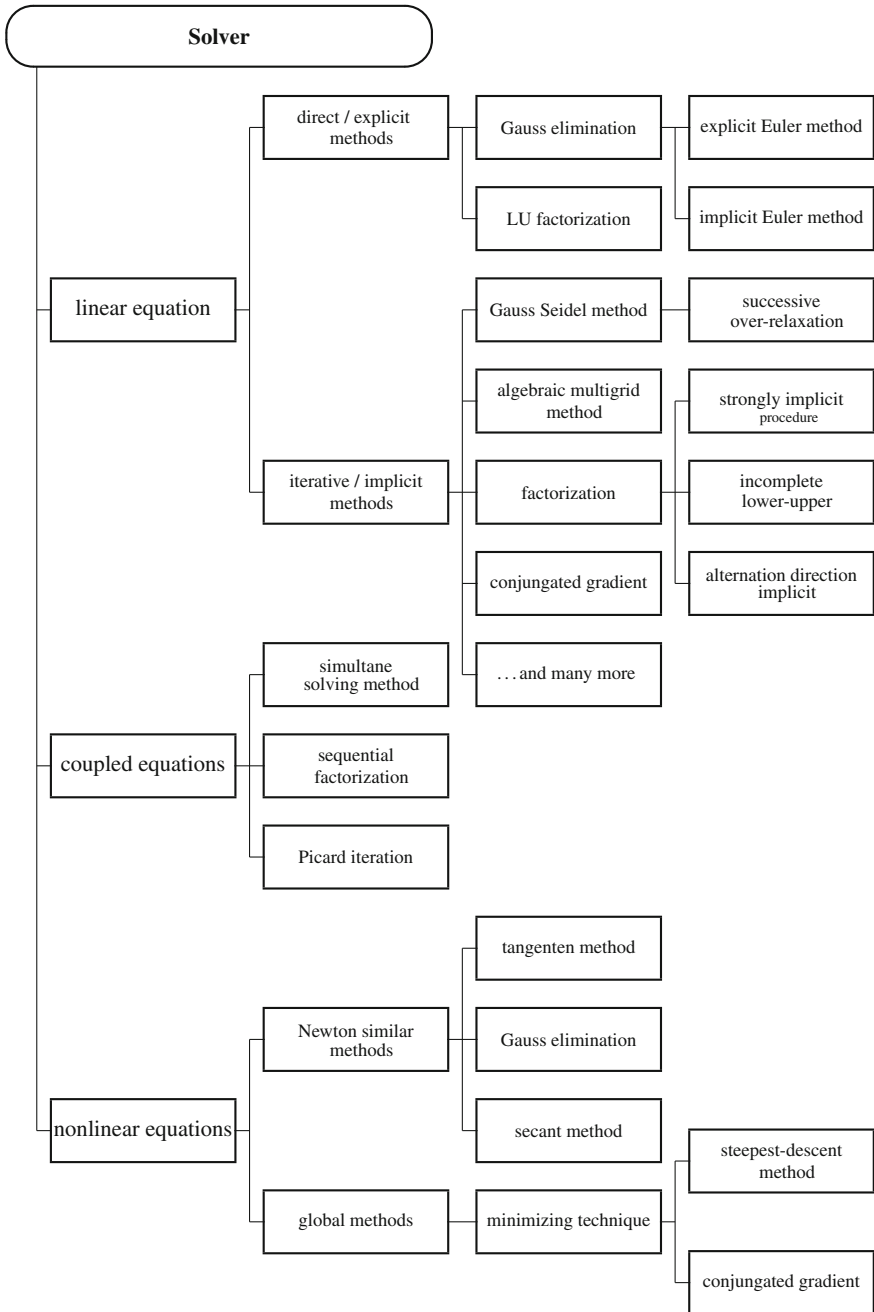 Solver
direct / explicit
methods
Gauss elimination
explicit Euler method
LU factorization
implicit Euler method
linear equation
Gauss Seidel method
successive
over-relaxation
algebraic multigrid
method
strongly implicit
procedure
iterative / implicit
methods
factorization
incomplete
lower-upper
conjungated gradient
alternation direction
implicit
simultane
solving method
...and many more
coupled equations
sequential
factorization
Picard iteration
tangenten method
Newton similar
methods
Gauss elimination
nonlinear equations
secant method
steepest-descent
method
global methods
minimizing technique
conjungated gradient